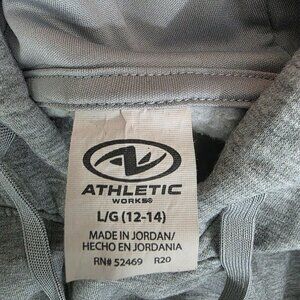 ATHLETIC
WORKS®
L/G (12-14)
MADE IN JORDAN/
HECHO EN JORDANIA
RN# 52469 R20